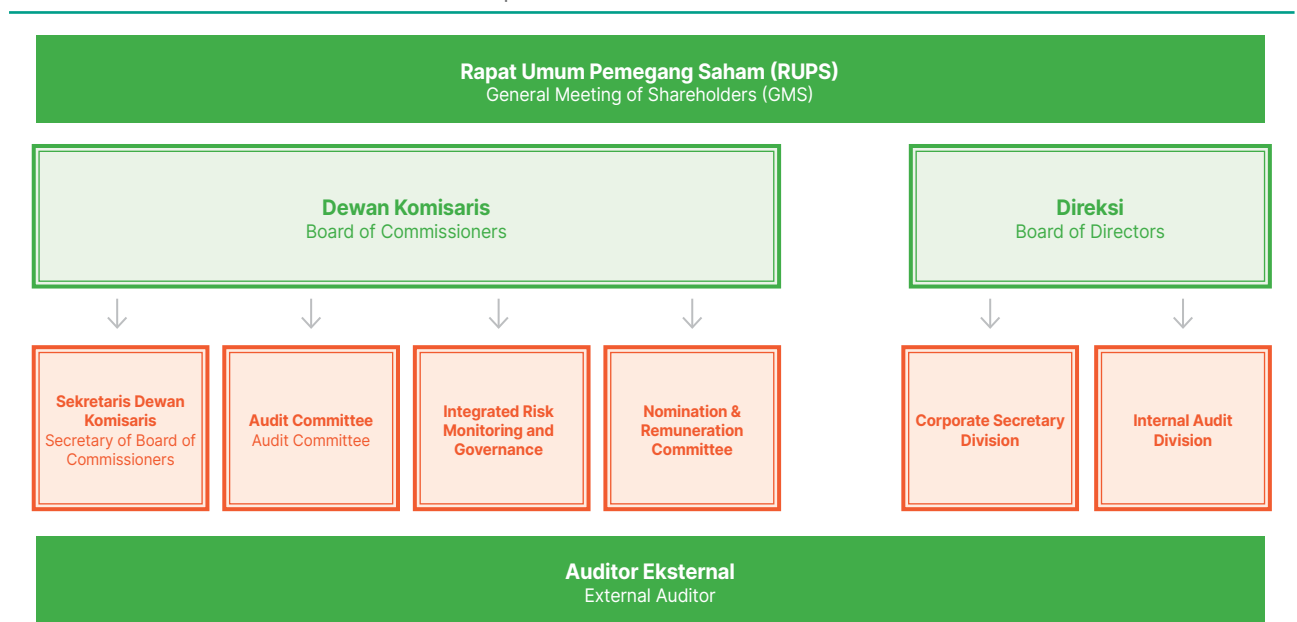 Rapat Umum Pemegang Saham (RUPS)
General Meeting of Shareholders (GMS)
Dewan Komisaris
Board of Commissioners
Direksi
Board of Directors
Sekretaris Dewan
Komisaris
Secretary of Board of
Commissioners
Audit Committee
Audit Committee
Integrated Risk
Monitoring and
Governance
Nomination &
Remuneration
Committee
Corporate Secretary
Division
Internal Audit
Division
Auditor Eksternal
External Auditor